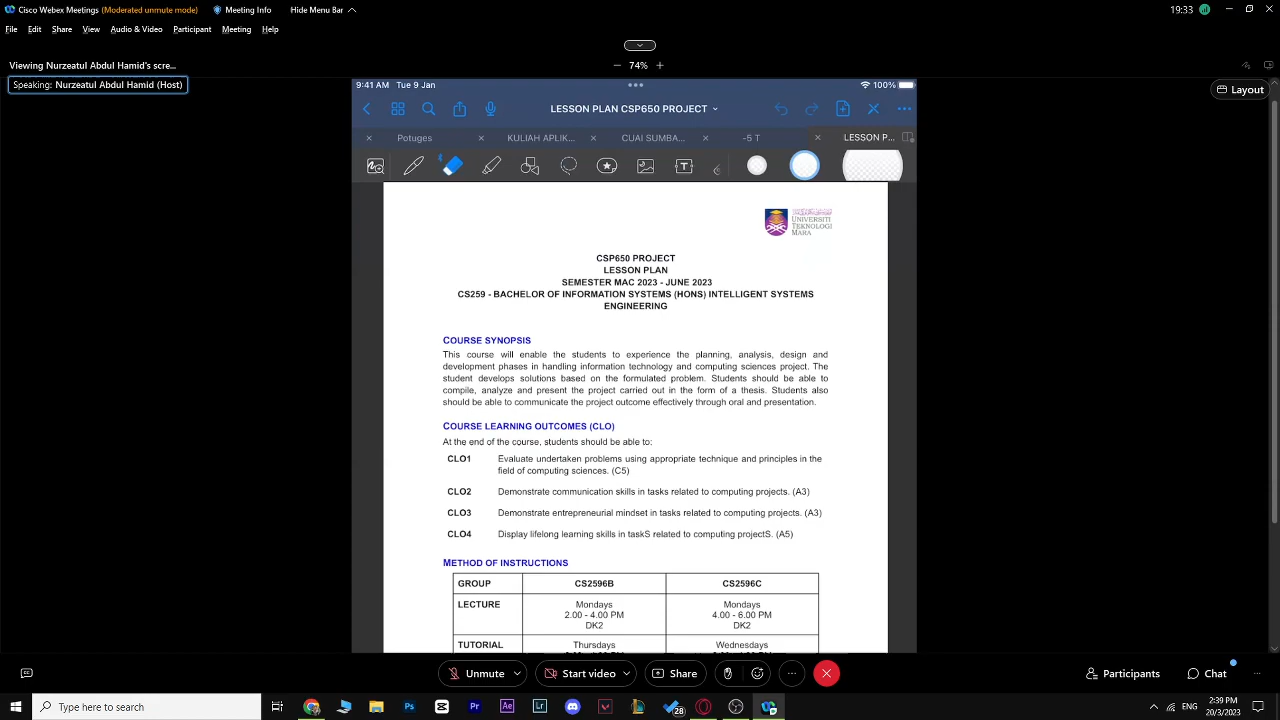 Cisco Webex Meetings (Moderated unmute mode) Meeting Info Hide Menu Bar 19:33
File Edit Share View Audio & Video Participant Meeting Help
Viewing Nurzeatul Abdul Hamid's scre... 74%
Speaking: Nurzeatul Abdul Hamid (Host)
Layout
9:41 AM Tue 9 Jan 100%
LESSON PLAN CSP650 PROJECT
Potuges KULIAH APLIK... CUAI SUMBA... -5 T LESSON P...
UNIVERSITI
TEKNOLOGI
MARA
CSP650 PROJECT
LESSON PLAN
SEMESTER MAC 2023 - JUNE 2023
CS259 - BACHELOR OF INFORMATION SYSTEMS (HONS) INTELLIGENT SYSTEMS
ENGINEERING
COURSE SYNOPSIS
This course will enable the students to experience the planning, analysis, design and
development phases in handling information technology and computing sciences project. The
student develops solutions based on the formulated problem. Students should be able to
compile, analyze and present the project carried out in the form of a thesis. Students also
should be able to communicate the project outcome effectively through oral and presentation.
COURSE LEARNING OUTCOMES (CLO)
At the end of the course, students should be able to:
CLO1 Evaluate undertaken problems using appropriate technique and principles in the
field of computing sciences. (C5)
CLO2 Demonstrate communication skills in tasks related to computing projects. (A3)
CLO3 Demonstrate entrepreneurial mindset in tasks related to computing projects. (A3)
CLO4 Display lifelong learning skills in taskS related to computing projectS. (A5)
METHOD OF INSTRUCTIONS
GROUP CS2596B CS2596C
LECTURE Mondays Mondays
2.00 - 4.00 PM 4.00 - 6.00 PM
DK2 DK2
TUTORIAL Thursdays Wednesdays
Unmute Start video Share Participants Chat
Type here to search Ps Pr Ae Lr 28 ENG 2:39 PM
20/3/2023